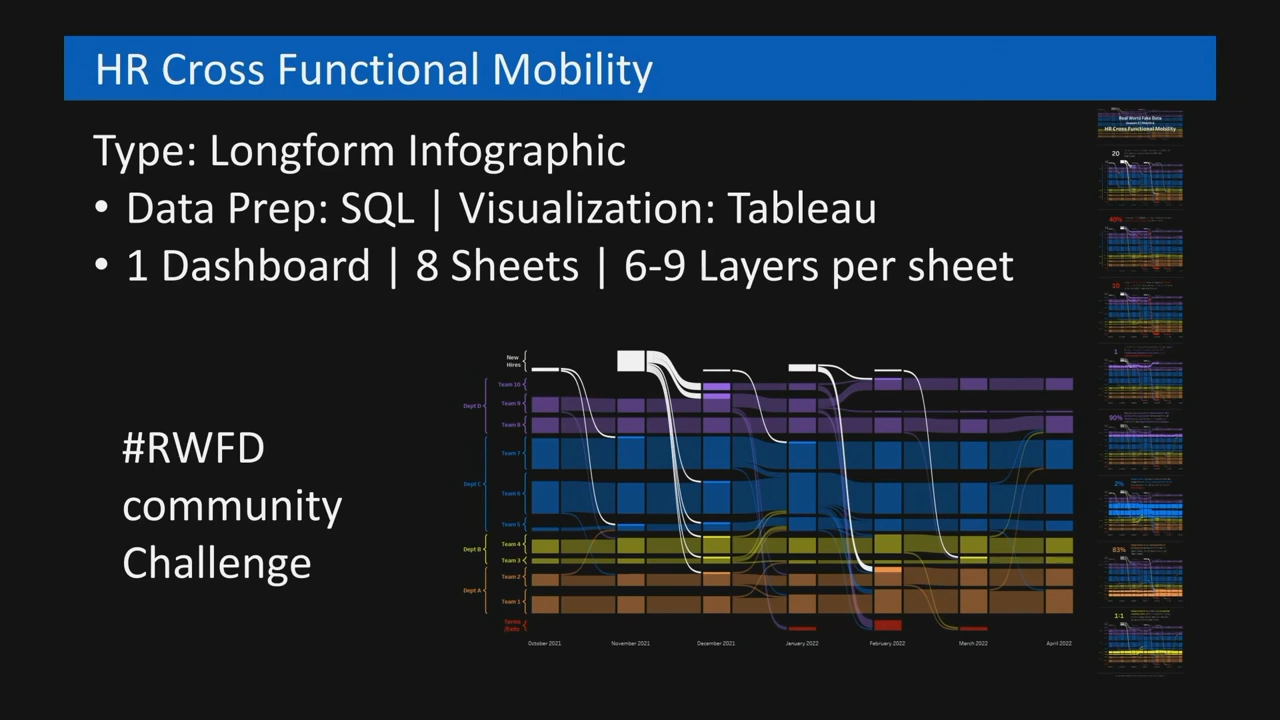 HR Cross Functional Mobility
Type: Longform Infographic
• Data Prep: SQL | Visualization: Tableau
• 1 Dashboard | 8 Sheets | 6-9 Layers per sheet
#RWFD
community
Challenge
New
Hires
Team 10
Dept D
Team 9
Team 8
Team 7
Dept C
Team 6
Team 5
Team 4
Dept B
Team 3
Team 2
Dept A
Team 1
Terms
/Exits
October 2021
November 2021
December 2021
January 2022
February 2022
March 2022
April 2022
Real World Fake Data
HR Cross Functional Mobility
20
40%
10
1
90%
2%
83%
1:1